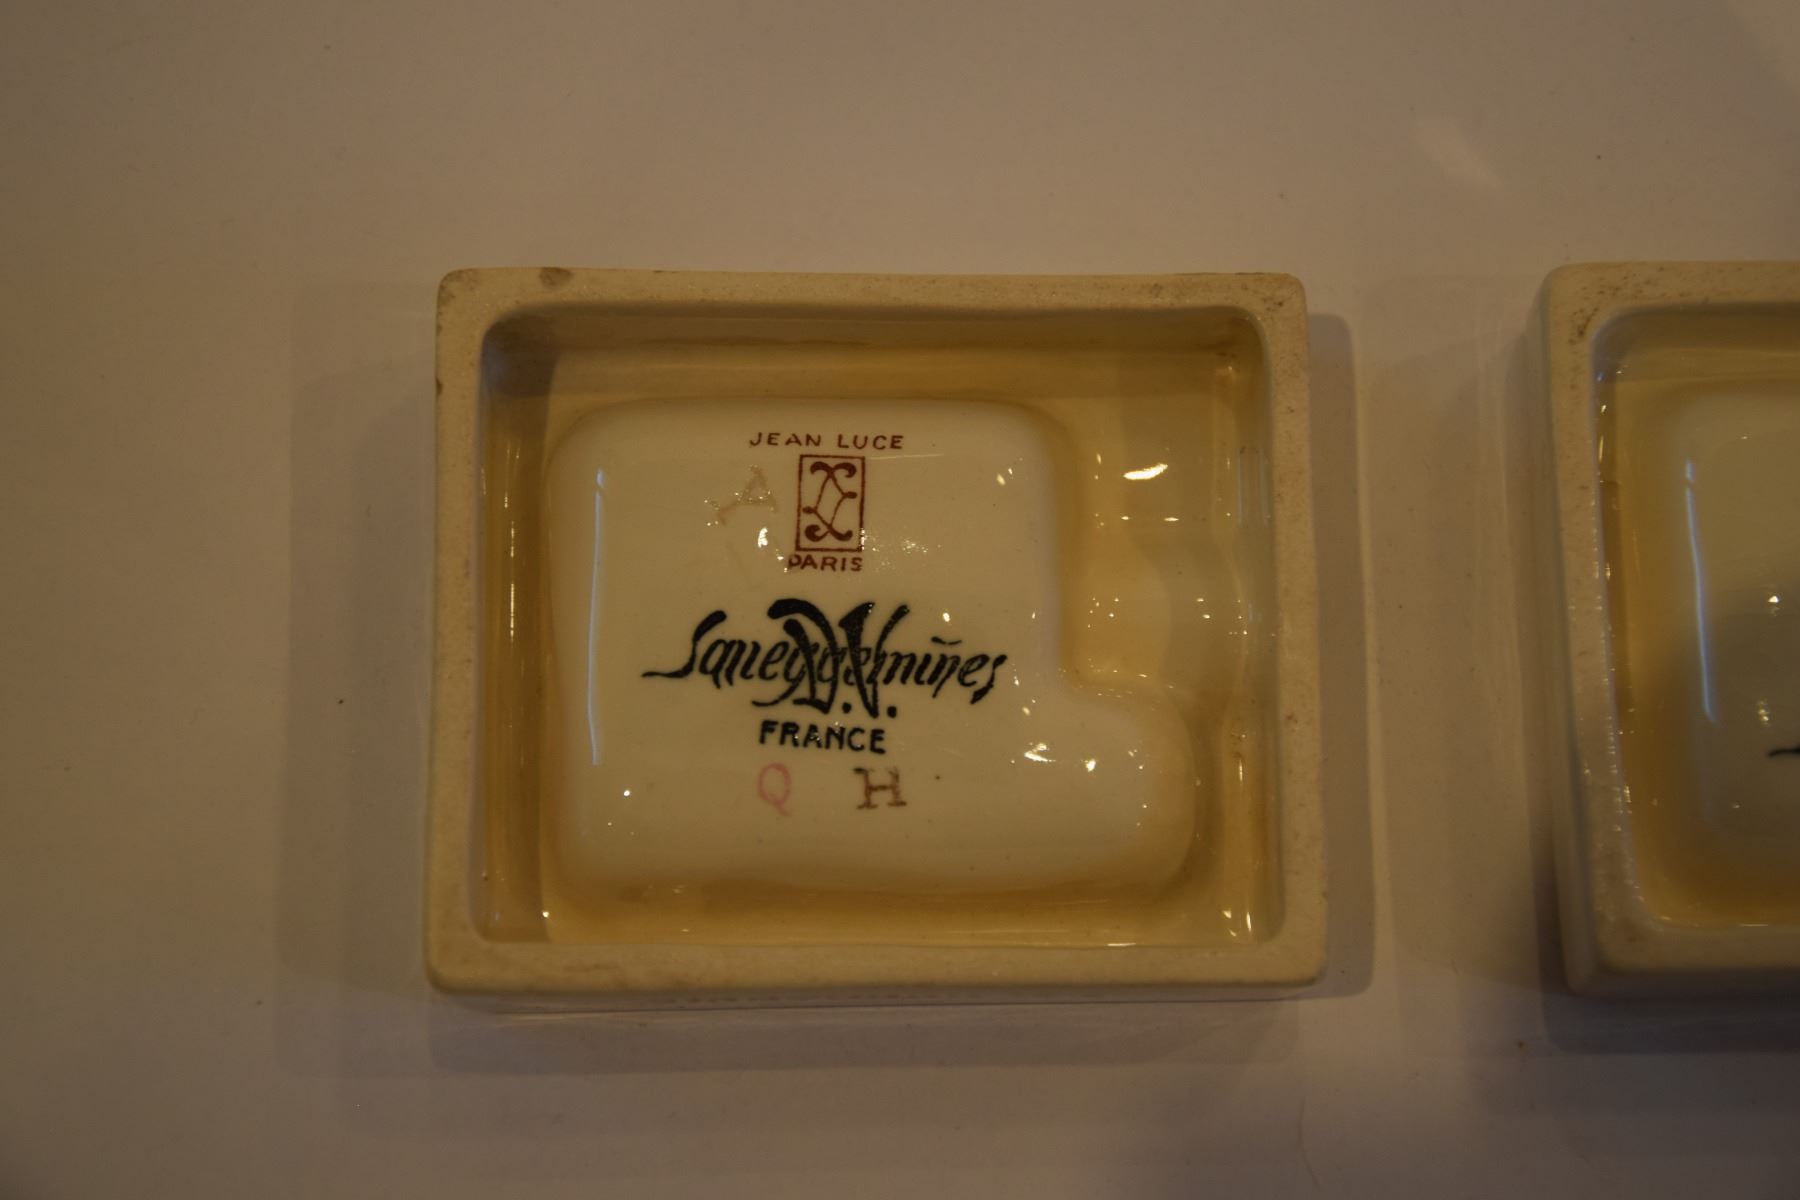 JEAN LUCE
A
PARIS
Sarreguemines
D.V.
FRANCE
Q H